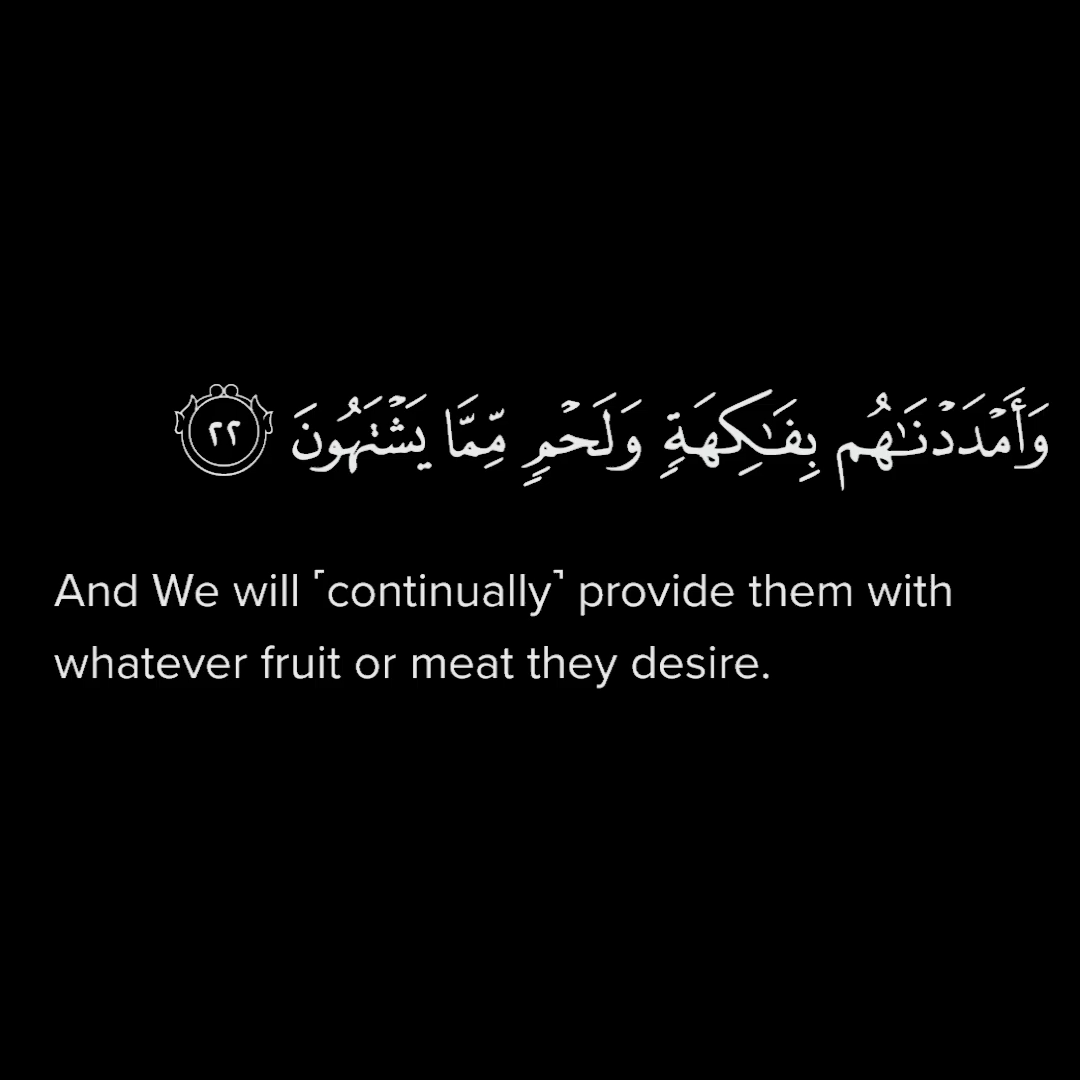 وَأَمْدَدْنَـٰهُم بِفَـٰكِهَةٍۢ وَلَحْمٍۢ مِّمَّا يَشْتَهُونَ ٢٢
And We will ˹continually˺ provide them with
whatever fruit or meat they desire.